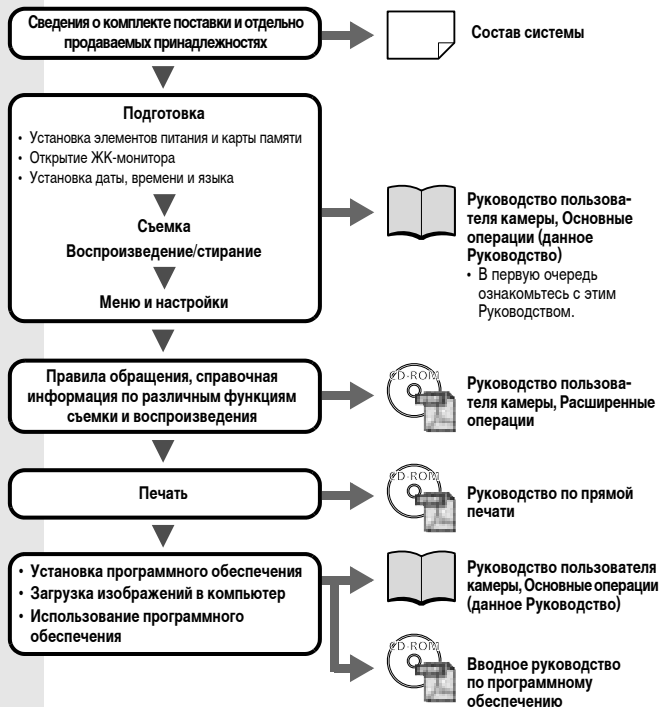 Сведения о комплекте поставки и отдельно
продаваемых принадлежностях
Состав системы
Подготовка
• Установка элементов питания и карты памяти
• Открытие ЖК-монитора
• Установка даты, времени и языка
Съемка
Воспроизведение/стирание
Меню и настройки
Руководство пользова-
теля камеры, Основные
операции (данное
Руководство)
• В первую очередь
ознакомьтесь с этим
Руководством.
Правила обращения, справочная
информация по различным функциям
съемки и воспроизведения
CD-ROM
Руководство пользова-
теля камеры, Расширенные
операции
Печать
CD-ROM
Руководство по прямой
печати
• Установка программного обеспечения
• Загрузка изображений в компьютер
• Использование программного
обеспечения
Руководство пользователя
камеры, Основные операции
(данное Руководство)
CD-ROM
Вводное руководство
по программному
обеспечению